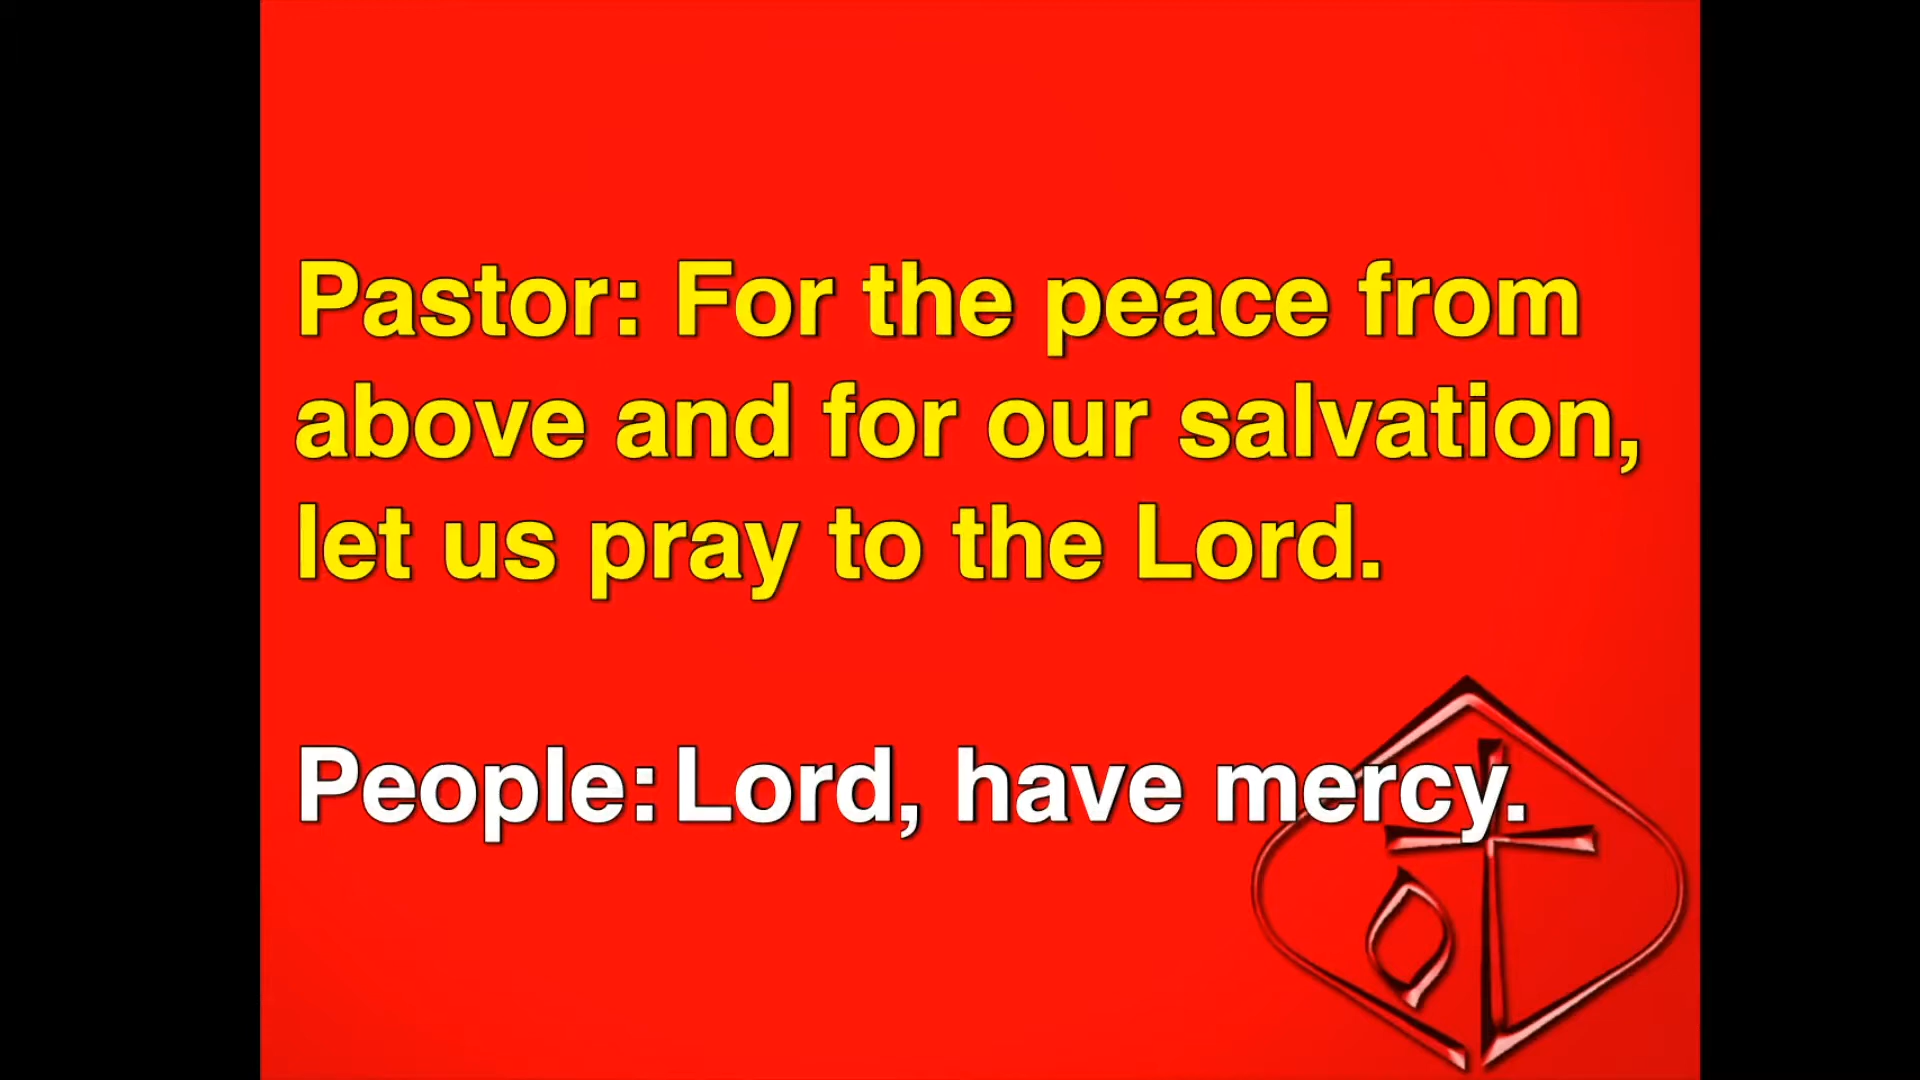 Pastor: For the peace from
above and for our salvation,
let us pray to the Lord.
People: Lord, have mercy.